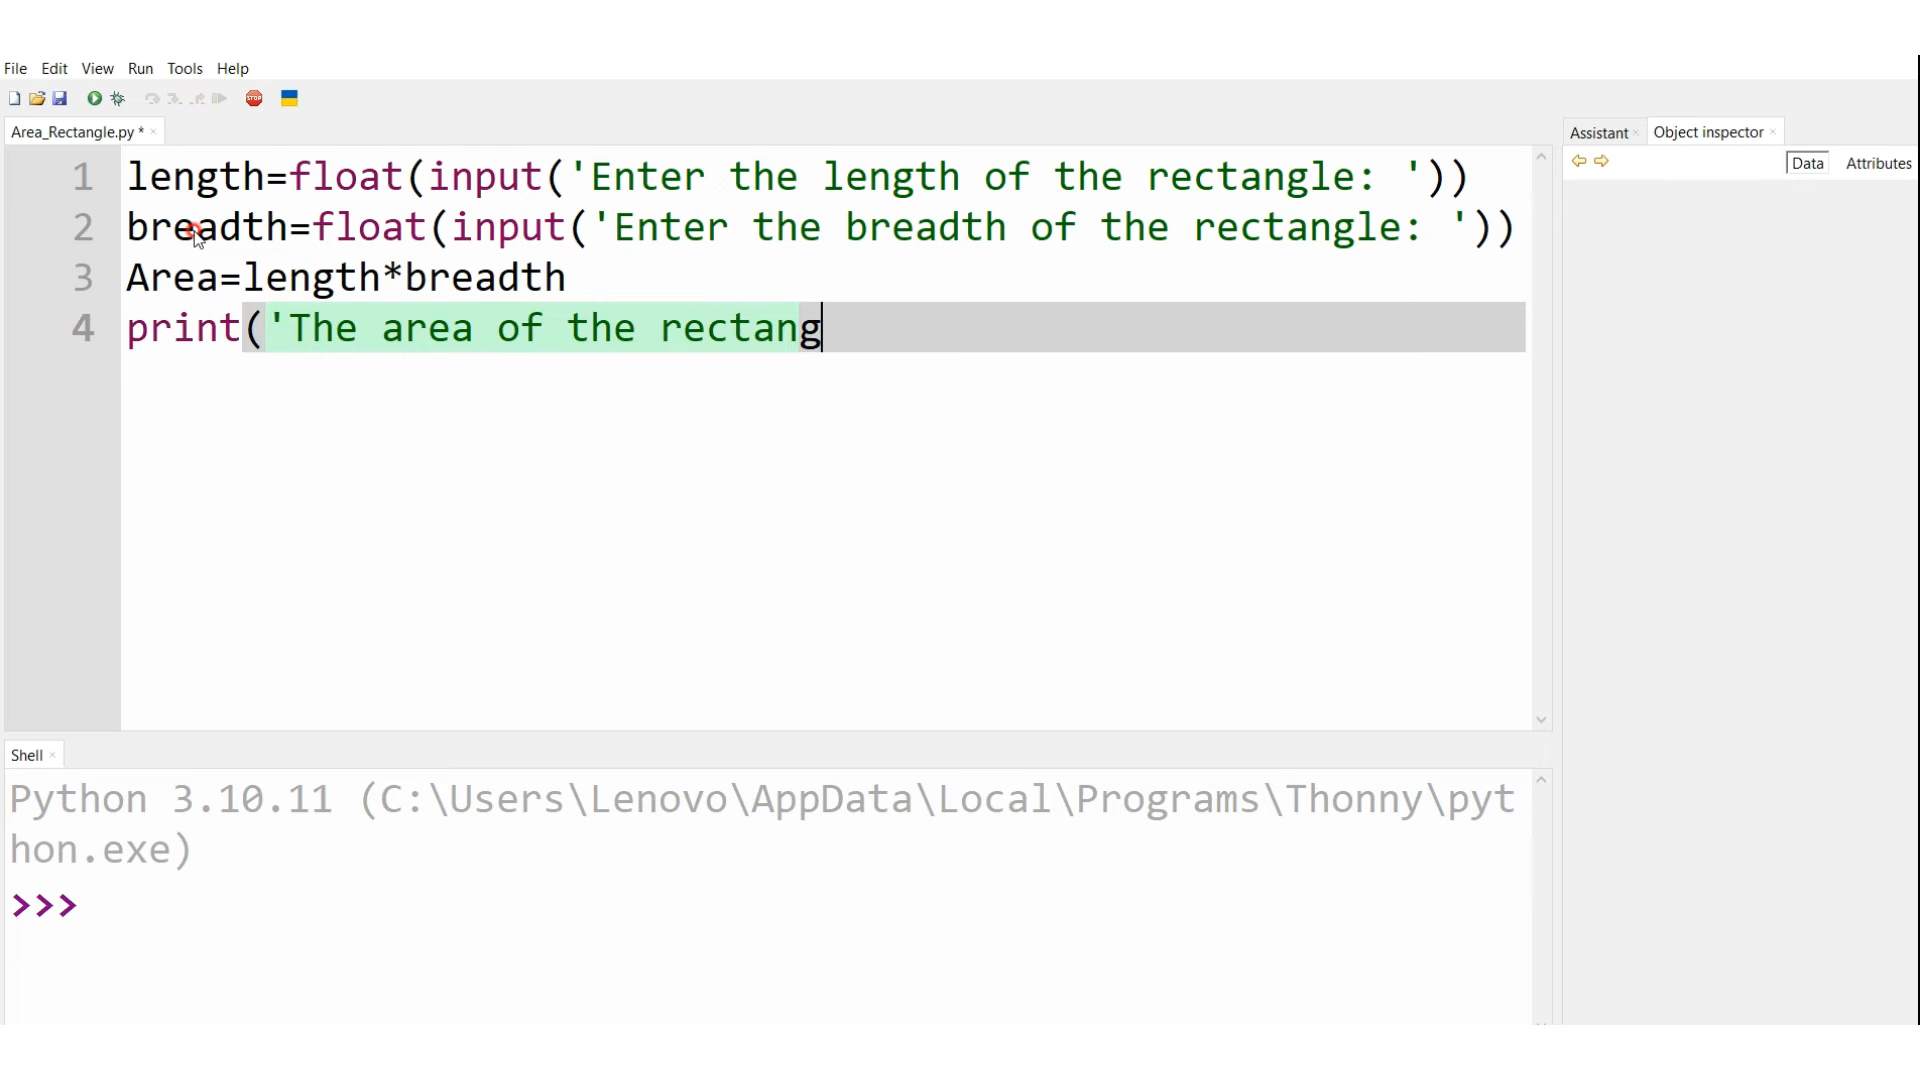 File Edit View Run Tools Help
STOP
Area_Rectangle.py * ×
Assistant × Object inspector ×
Data Attributes
1 length=float(input('Enter the length of the rectangle: '))
2 breadth=float(input('Enter the breadth of the rectangle: '))
3 Area=length*breadth
4 print('The area of the rectang
Shell ×
Python 3.10.11 (C:\Users\Lenovo\AppData\Local\Programs\Thonny\pyt
hon.exe)
>>>